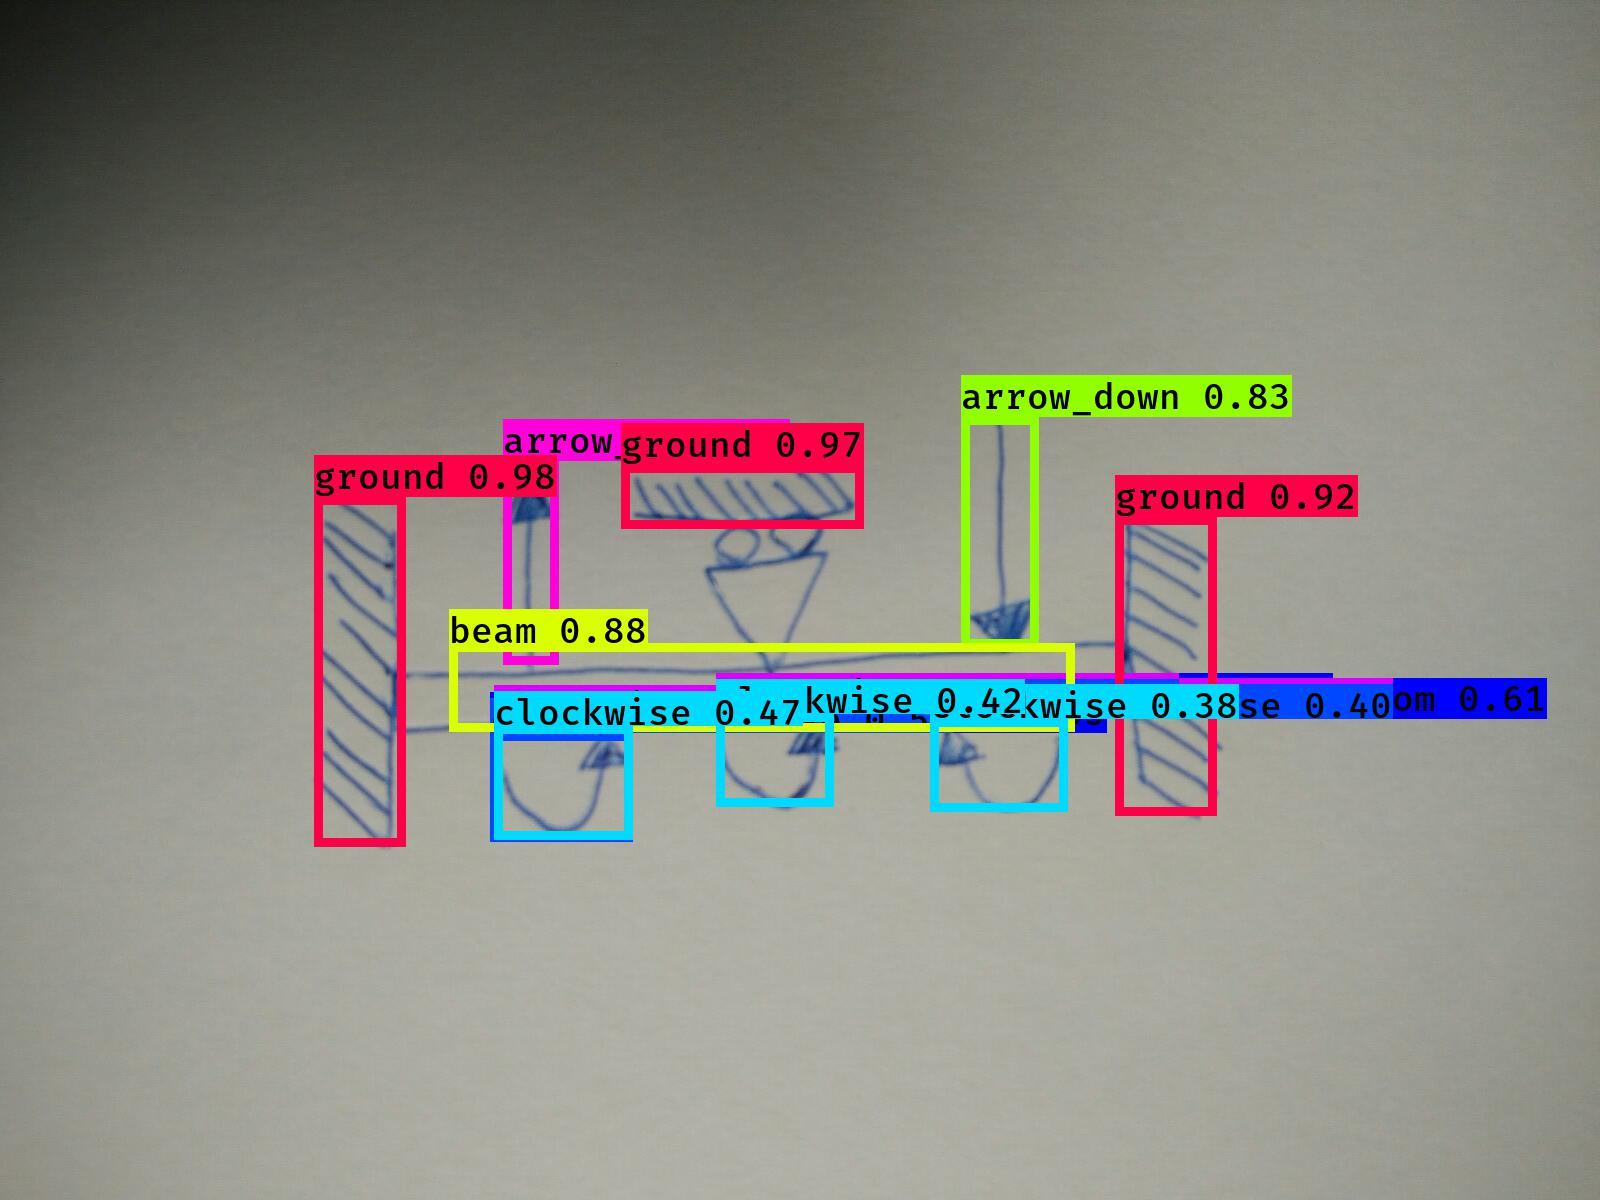 arrow_down 0.83
arrow_
ground 0.97
ground 0.98
ground 0.92
beam 0.88
clockwise 0.47
kwise 0.42
kwise 0.38
se 0.40
om 0.61